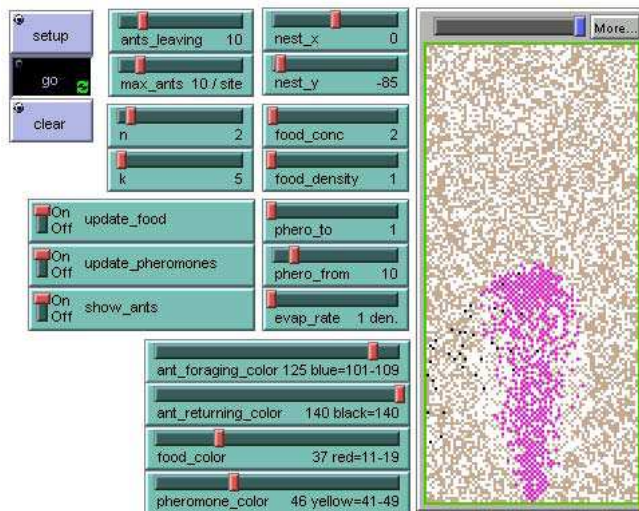 setup
go
clear
ants_leaving 10
max_ants 10 / site
n 2
k 5
nest_x 0
nest_y -85
food_conc 2
food_density 1
On
Off
update_food
On
Off
update_pheromones
On
Off
show_ants
phero_to 1
phero_from 10
evap_rate 1 den.
ant_foraging_color 125 blue=101-109
ant_returning_color 140 black=140
food_color 37 red=11-19
pheromone_color 46 yellow=41-49
More...